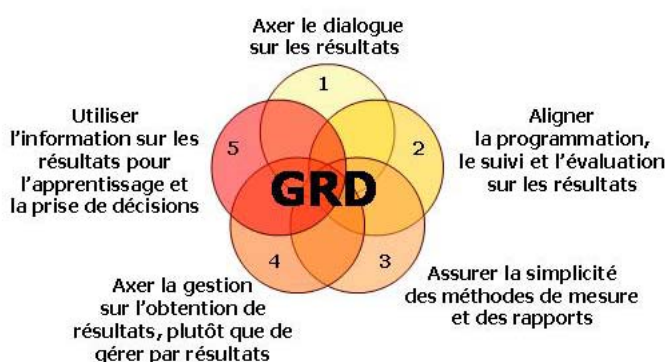 Axer le dialogue
sur les résultats
1
Aligner
la programmation,
le suivi et l'évaluation
sur les résultats
2
Assurer la simplicité
des méthodes de mesure
et des rapports
3
Axer la gestion
sur l'obtention de
résultats, plutôt que de
gérer par résultats
4
Utiliser
l'information sur les
résultats pour
l'apprentissage et
la prise de décisions
5
GRD